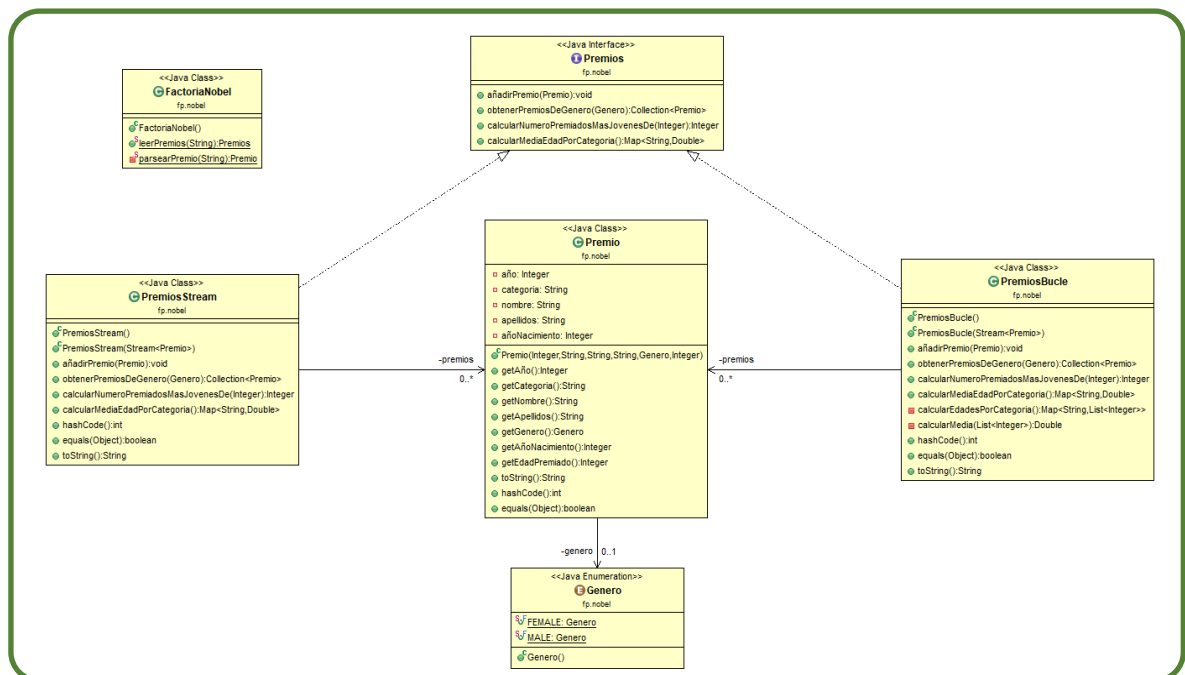 <<Java Interface>>
Premios
fp.nobel
añadirPremio(Premio):void
obtenerPremiosDeGenero(Genero):Collection<Premio>
calcularNumeroPremiadosMasJovenesDe(Integer):Integer
calcularMediaEdadPorCategoria():Map<String,Double>
<<Java Class>>
FactoriaNobel
fp.nobel
FactoriaNobel()
leerPremios(String):Premios
parsearPremio(String):Premio
<<Java Class>>
PremiosStream
fp.nobel
PremiosStream()
PremiosStream(Stream<Premio>)
añadirPremio(Premio):void
obtenerPremiosDeGenero(Genero):Collection<Premio>
calcularNumeroPremiadosMasJovenesDe(Integer):Integer
calcularMediaEdadPorCategoria():Map<String,Double>
hashCode():int
equals(Object):boolean
toString():String
-premios
0..*
<<Java Class>>
Premio
fp.nobel
año: Integer
categoria: String
nombre: String
apellidos: String
añoNacimiento: Integer
Premio(Integer,String,String,String,Genero,Integer)
getAño():Integer
getCategoria():String
getNombre():String
getApellidos():String
getGenero():Genero
getAñoNacimiento():Integer
getEdadPremiado():Integer
toString():String
hashCode():int
equals(Object):boolean
-premios
0..*
<<Java Class>>
PremiosBucle
fp.nobel
PremiosBucle()
PremiosBucle(Stream<Premio>)
añadirPremio(Premio):void
obtenerPremiosDeGenero(Genero):Collection<Premio>
calcularNumeroPremiadosMasJovenesDe(Integer):Integer
calcularMediaEdadPorCategoria():Map<String,Double>
calcularEdadesPorCategoria():Map<String,List<Integer>>
calcularMedia(List<Integer>):Double
hashCode():int
equals(Object):boolean
toString():String
-genero 0..1
<<Java Enumeration>>
Genero
fp.nobel
FEMALE: Genero
MALE: Genero
Genero()